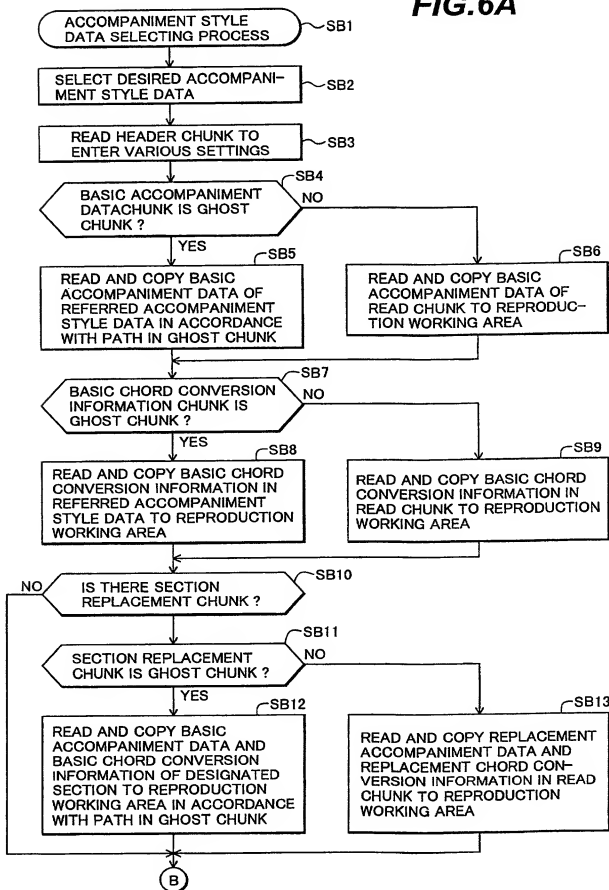 FIG.6A
ACCOMPANIMENT STYLE
DATA SELECTING PROCESS
SB1
SELECT DESIRED ACCOMPANI-
MENT STYLE DATA
SB2
READ HEADER CHUNK TO
ENTER VARIOUS SETTINGS
SB3
SB4
BASIC ACCOMPANIMENT
DATACHUNK IS GHOST
CHUNK ?
NO
YES
SB5
READ AND COPY BASIC
ACCOMPANIMENT DATA OF
REFERRED ACCOMPANIMENT
STYLE DATA IN ACCORDANCE
WITH PATH IN GHOST CHUNK
SB6
READ AND COPY BASIC
ACCOMPANIMENT DATA OF
READ CHUNK TO REPRODUC-
TION WORKING AREA
SB7
BASIC CHORD CONVERSION
INFORMATION CHUNK IS
GHOST CHUNK ?
NO
YES
SB8
READ AND COPY BASIC CHORD
CONVERSION INFORMATION IN
REFERRED ACCOMPANIMENT
STYLE DATA TO REPRODUCTION
WORKING AREA
SB9
READ AND COPY BASIC CHORD
CONVERSION INFORMATION IN
READ CHUNK TO REPRODUCTION
WORKING AREA
SB10
NO
IS THERE SECTION
REPLACEMENT CHUNK ?
SB11
SECTION REPLACEMENT
CHUNK IS GHOST CHUNK ?
NO
YES
SB12
READ AND COPY BASIC
ACCOMPANIMENT DATA AND
BASIC CHORD CONVERSION
INFORMATION OF DESIGNATED
SECTION TO REPRODUCTION
WORKING AREA IN ACCORDANCE
WITH PATH IN GHOST CHUNK
SB13
READ AND COPY REPLACEMENT
ACCOMPANIMENT DATA AND
REPLACEMENT CHORD CON-
VERSION INFORMATION IN READ
CHUNK TO REPRODUCTION
WORKING AREA
B